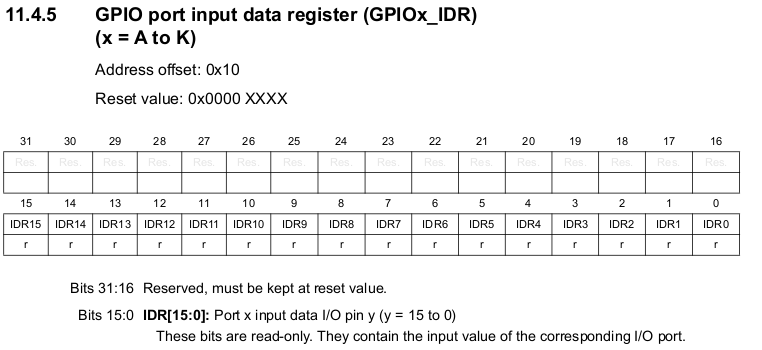 11.4.5 GPIO port input data register (GPIOx_IDR)
(x = A to K)
Address offset: 0x10
Reset value: 0x0000 XXXX
31 30 29 28 27 26 25 24 23 22 21 20 19 18 17 16
Res. Res. Res. Res. Res. Res. Res. Res. Res. Res. Res. Res. Res. Res. Res. Res.
15 14 13 12 11 10 9 8 7 6 5 4 3 2 1 0
IDR15 IDR14 IDR13 IDR12 IDR11 IDR10 IDR9 IDR8 IDR7 IDR6 IDR5 IDR4 IDR3 IDR2 IDR1 IDR0
r r r r r r r r r r r r r r r r
Bits 31:16 Reserved, must be kept at reset value.
Bits 15:0 IDR[15:0]: Port x input data I/O pin y (y = 15 to 0)
These bits are read-only. They contain the input value of the corresponding I/O port.